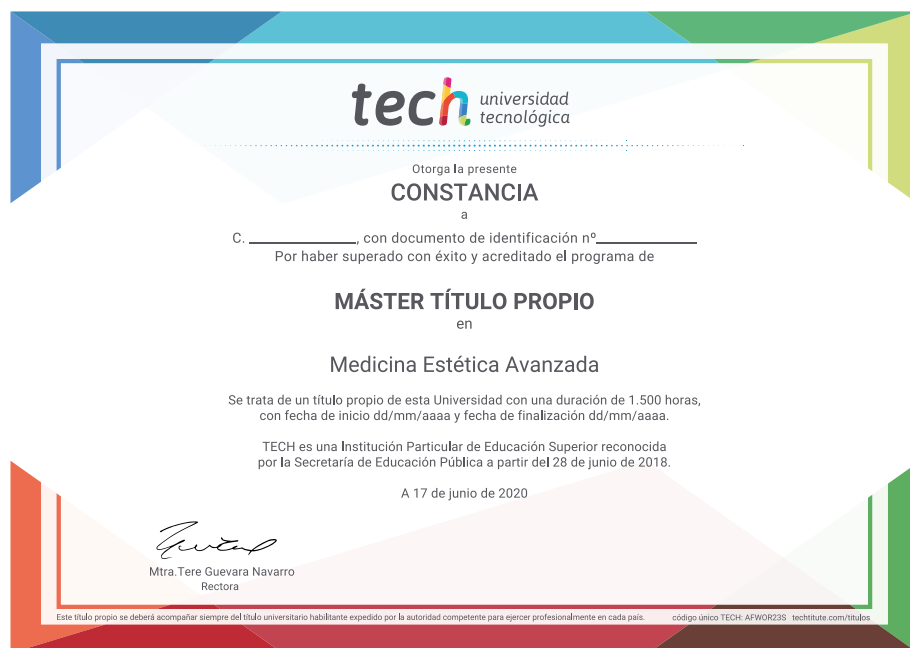 tech universidad
tecnológica
Otorga la presente
CONSTANCIA
a
C. ______________, con documento de identificación nº_____________
Por haber superado con éxito y acreditado el programa de
MÁSTER TÍTULO PROPIO
en
Medicina Estética Avanzada
Se trata de un título propio de esta Universidad con una duración de 1.500 horas,
con fecha de inicio dd/mm/aaaa y fecha de finalización dd/mm/aaaa.
TECH es una Institución Particular de Educación Superior reconocida
por la Secretaría de Educación Pública a partir del 28 de junio de 2018.
A 17 de junio de 2020
Mtra.Tere Guevara Navarro
Rectora
Este título propio se deberá acompañar siempre del título universitario habilitante expedido por la autoridad competente para ejercer profesionalmente en cada país. código único TECH: AFWOR23S techtitute.com/titulos